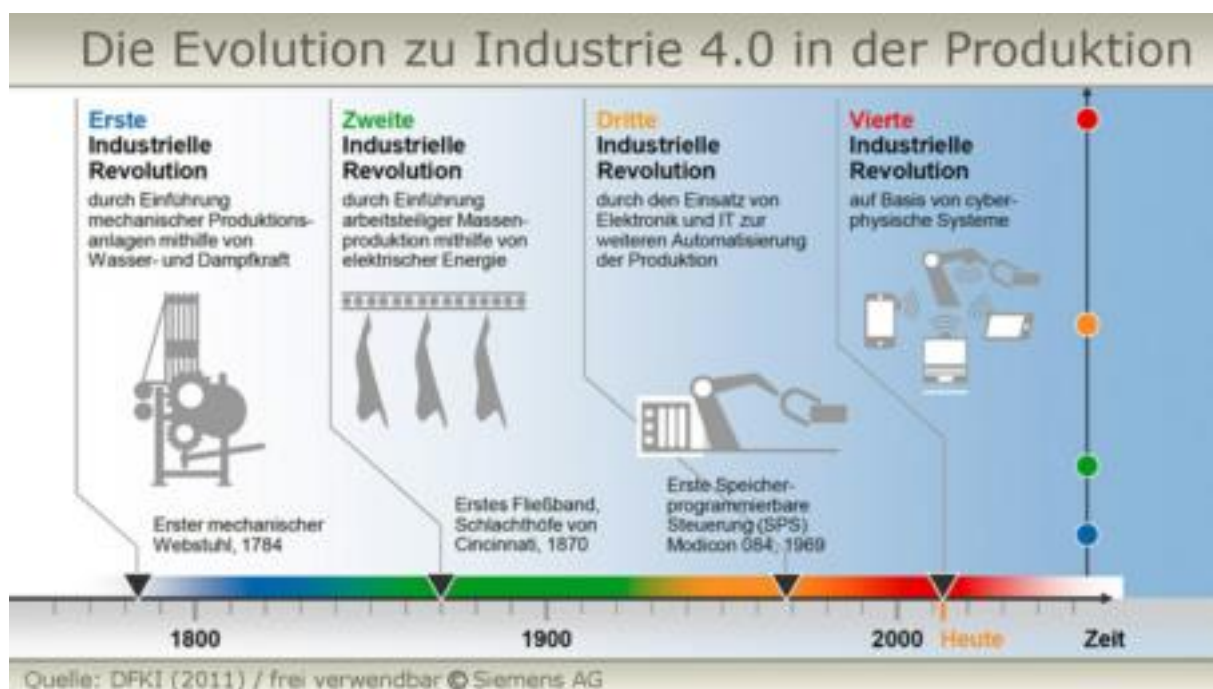 Die Evolution zu Industrie 4.0 in der Produktion
Erste
Industrielle
Revolution
durch Einführung
mechanischer Produktions-
anlagen mithilfe von
Wasser- und Dampfkraft
Zweite
Industrielle
Revolution
durch Einführung
arbeitsteiliger Massen-
produktion mithilfe von
elektrischer Energie
Dritte
Industrielle
Revolution
durch den Einsatz von
Elektronik und IT zur
weiteren Automatisierung
der Produktion
Vierte
Industrielle
Revolution
auf Basis von cyber-
physische Systeme
Erster mechanischer
Webstuhl, 1784
Erstes Fließband,
Schlachthöfe von
Cincinnati, 1870
Erste Speicher-
programmierbare
Steuerung (SPS)
Modicon 084, 1969
1800
1900
2000
Heute
Zeit
Quelle: DFKI (2011) / frei verwendbar © Siemens AG